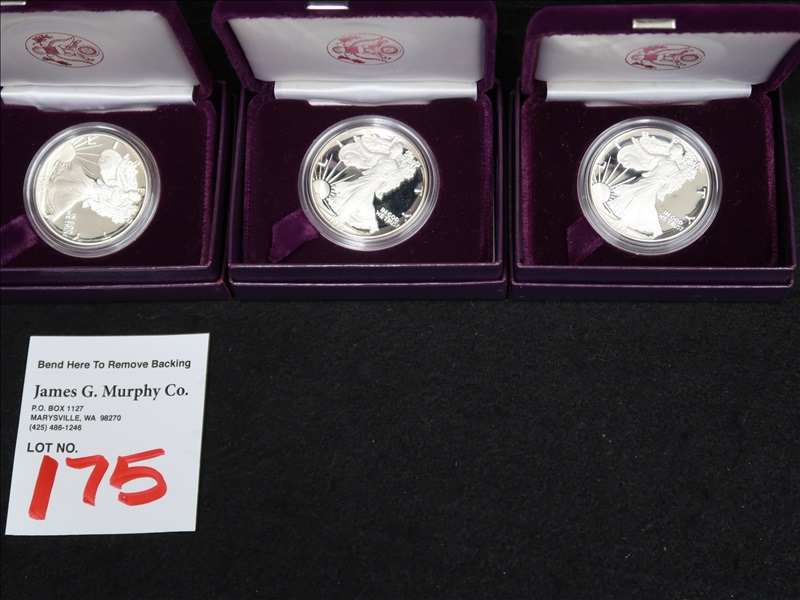 Bend Here To Remove Backing
James G. Murphy Co.
P.O. BOX 1127
MARYSVILLE, WA 98270
(425) 486-1246
LOT NO.
175